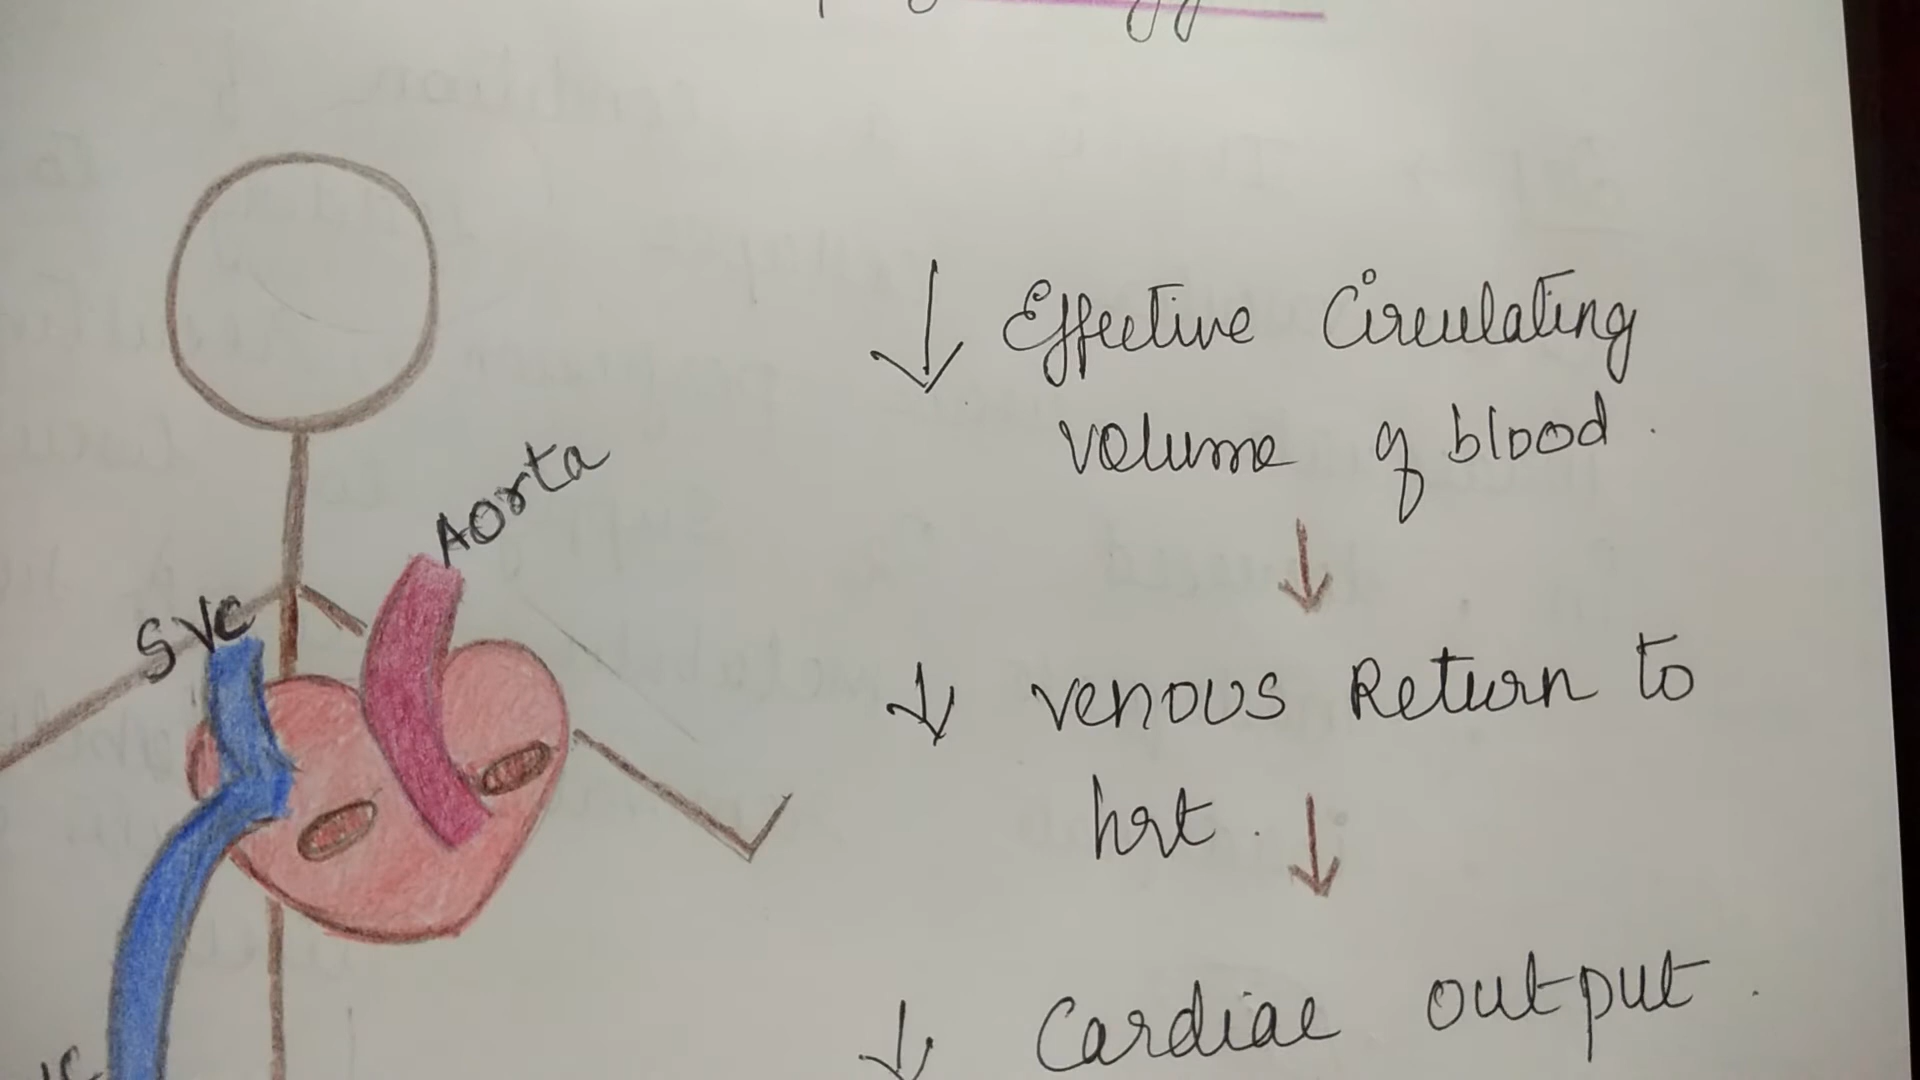 ↓ Effective Circulating
volume of blood.
↓
↓ venous Return to
hrt. ↓
↓ Cardiac output.
Aorta
SVC